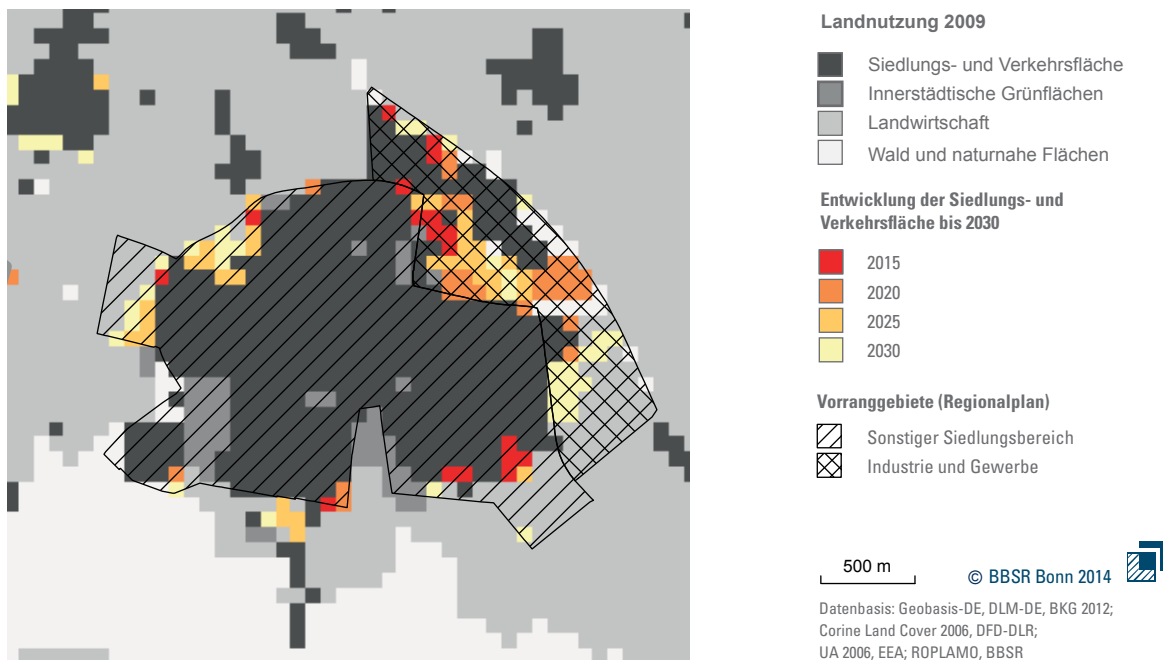 Landnutzung 2009
Siedlungs- und Verkehrsfläche
Innerstädtische Grünflächen
Landwirtschaft
Wald und naturnahe Flächen
Entwicklung der Siedlungs- und
Verkehrsfläche bis 2030
2015
2020
2025
2030
Vorranggebiete (Regionalplan)
Sonstiger Siedlungsbereich
Industrie und Gewerbe
500 m
© BBSR Bonn 2014
Datenbasis: Geobasis-DE, DLM-DE, BKG 2012;
Corine Land Cover 2006, DFD-DLR;
UA 2006, EEA; ROPLAMO, BBSR